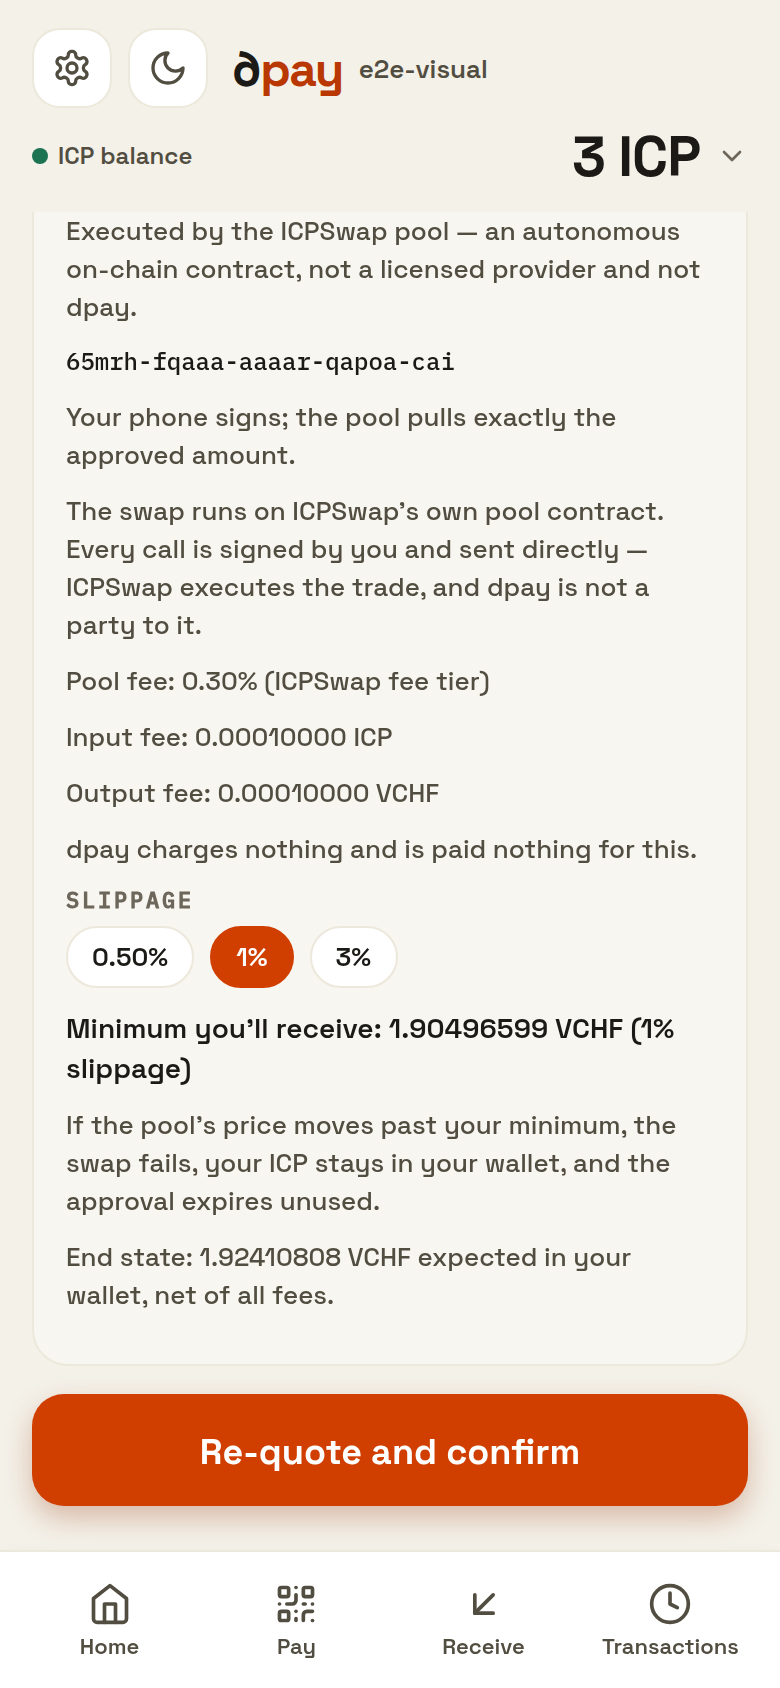 ∂pay e2e-visual
ICP balance
3 ICP
Executed by the ICPSwap pool — an autonomous
on-chain contract, not a licensed provider and not
dpay.
65mrh-fqaaa-aaaar-qapoa-cai
Your phone signs; the pool pulls exactly the
approved amount.
The swap runs on ICPSwap’s own pool contract.
Every call is signed by you and sent directly —
ICPSwap executes the trade, and dpay is not a
party to it.
Pool fee: 0.30% (ICPSwap fee tier)
Input fee: 0.00010000 ICP
Output fee: 0.00010000 VCHF
dpay charges nothing and is paid nothing for this.
SLIPPAGE
0.50% 1% 3%
Minimum you’ll receive: 1.90496599 VCHF (1%
slippage)
If the pool’s price moves past your minimum, the
swap fails, your ICP stays in your wallet, and the
approval expires unused.
End state: 1.92410808 VCHF expected in your
wallet, net of all fees.
Re-quote and confirm
Home Pay Receive Transactions